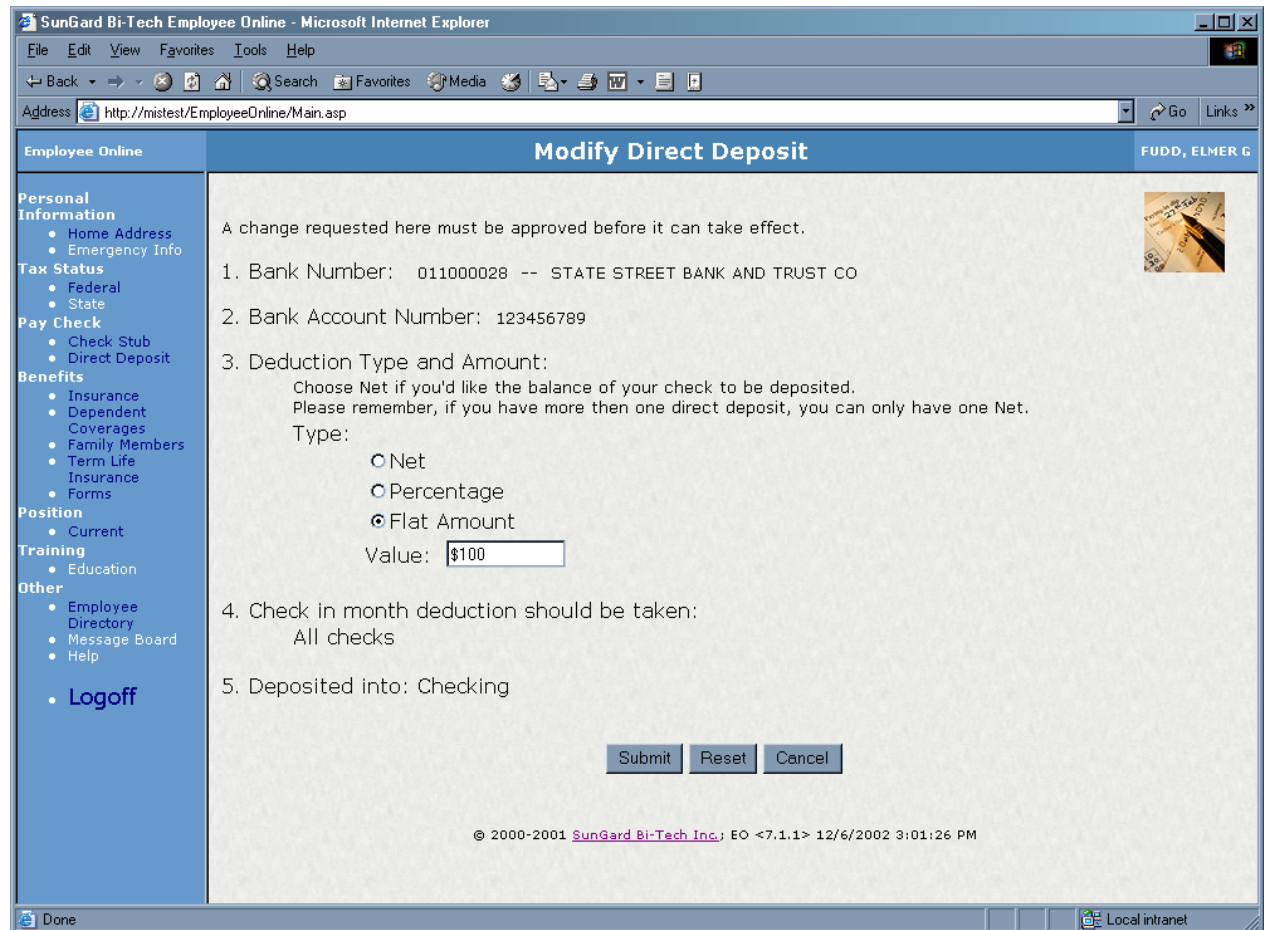 SunGard Bi-Tech Employee Online - Microsoft Internet Explorer
File Edit View Favorites Tools Help
Back Search Favorites Media
Address http://mistest/EmployeeOnline/Main.asp Go Links »
Employee Online
Modify Direct Deposit
FUDD, ELMER G
Personal
Information
• Home Address
• Emergency Info
Tax Status
• Federal
• State
Pay Check
• Check Stub
• Direct Deposit
Benefits
• Insurance
• Dependent
Coverages
• Family Members
• Term Life
Insurance
• Forms
Position
• Current
Training
• Education
Other
• Employee
Directory
• Message Board
• Help
• Logoff
A change requested here must be approved before it can take effect.
1. Bank Number: 011000028 -- STATE STREET BANK AND TRUST CO
2. Bank Account Number: 123456789
3. Deduction Type and Amount:
Choose Net if you'd like the balance of your check to be deposited.
Please remember, if you have more then one direct deposit, you can only have one Net.
Type:
Net
Percentage
Flat Amount
Value: $100
4. Check in month deduction should be taken:
All checks
5. Deposited into: Checking
Submit Reset Cancel
© 2000-2001 SunGard Bi-Tech Inc.; EO <7.1.1> 12/6/2002 3:01:26 PM
Done
Local intranet